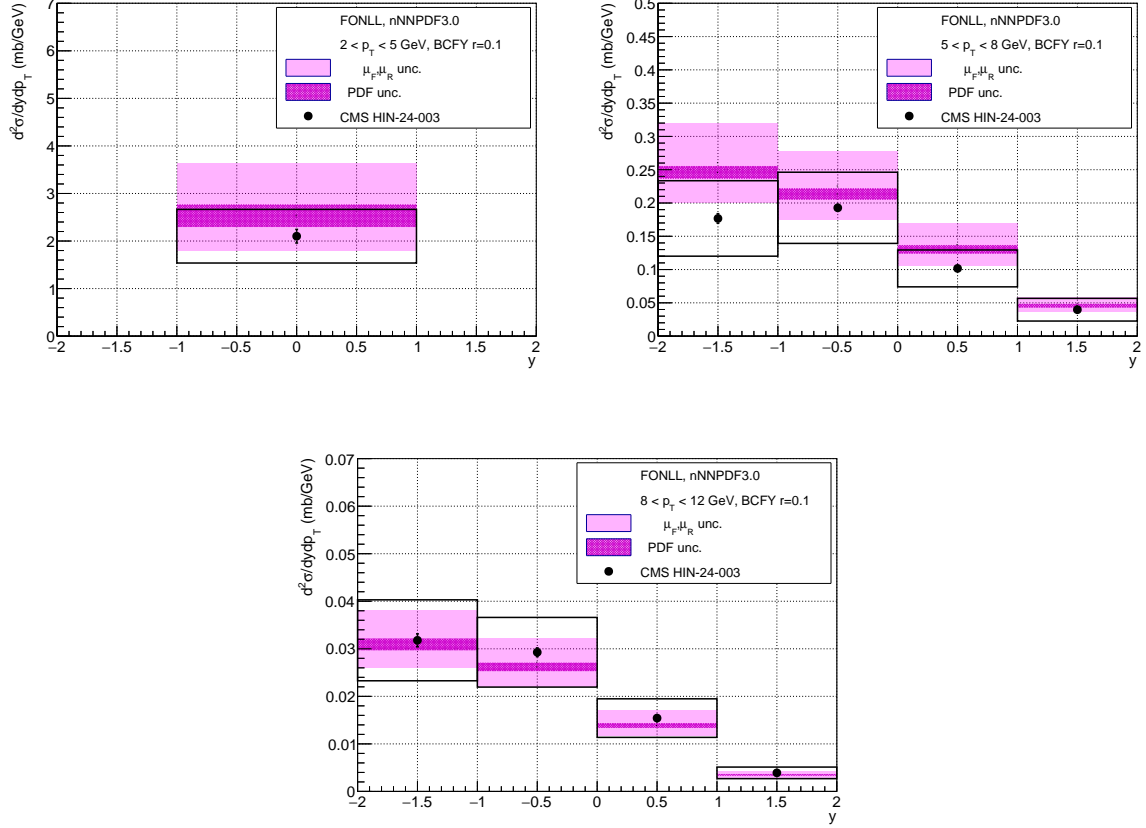 FONLL, nNNPDF3.0
2 < p_T < 5 GeV, BCFY r=0.1
μ_F,μ_R unc.
PDF unc.
CMS HIN-24-003
d²σ/dydp_T (mb/GeV)
7
6
5
4
3
2
1
0
−2 −1.5 −1 −0.5 0 0.5 1 1.5 2
y
FONLL, nNNPDF3.0
5 < p_T < 8 GeV, BCFY r=0.1
μ_F,μ_R unc.
PDF unc.
CMS HIN-24-003
d²σ/dydp_T (mb/GeV)
0.5
0.45
0.4
0.35
0.3
0.25
0.2
0.15
0.1
0.05
0
−2 −1.5 −1 −0.5 0 0.5 1 1.5 2
y
FONLL, nNNPDF3.0
8 < p_T < 12 GeV, BCFY r=0.1
μ_F,μ_R unc.
PDF unc.
CMS HIN-24-003
d²σ/dydp_T (mb/GeV)
0.07
0.06
0.05
0.04
0.03
0.02
0.01
0
−2 −1.5 −1 −0.5 0 0.5 1 1.5 2
y